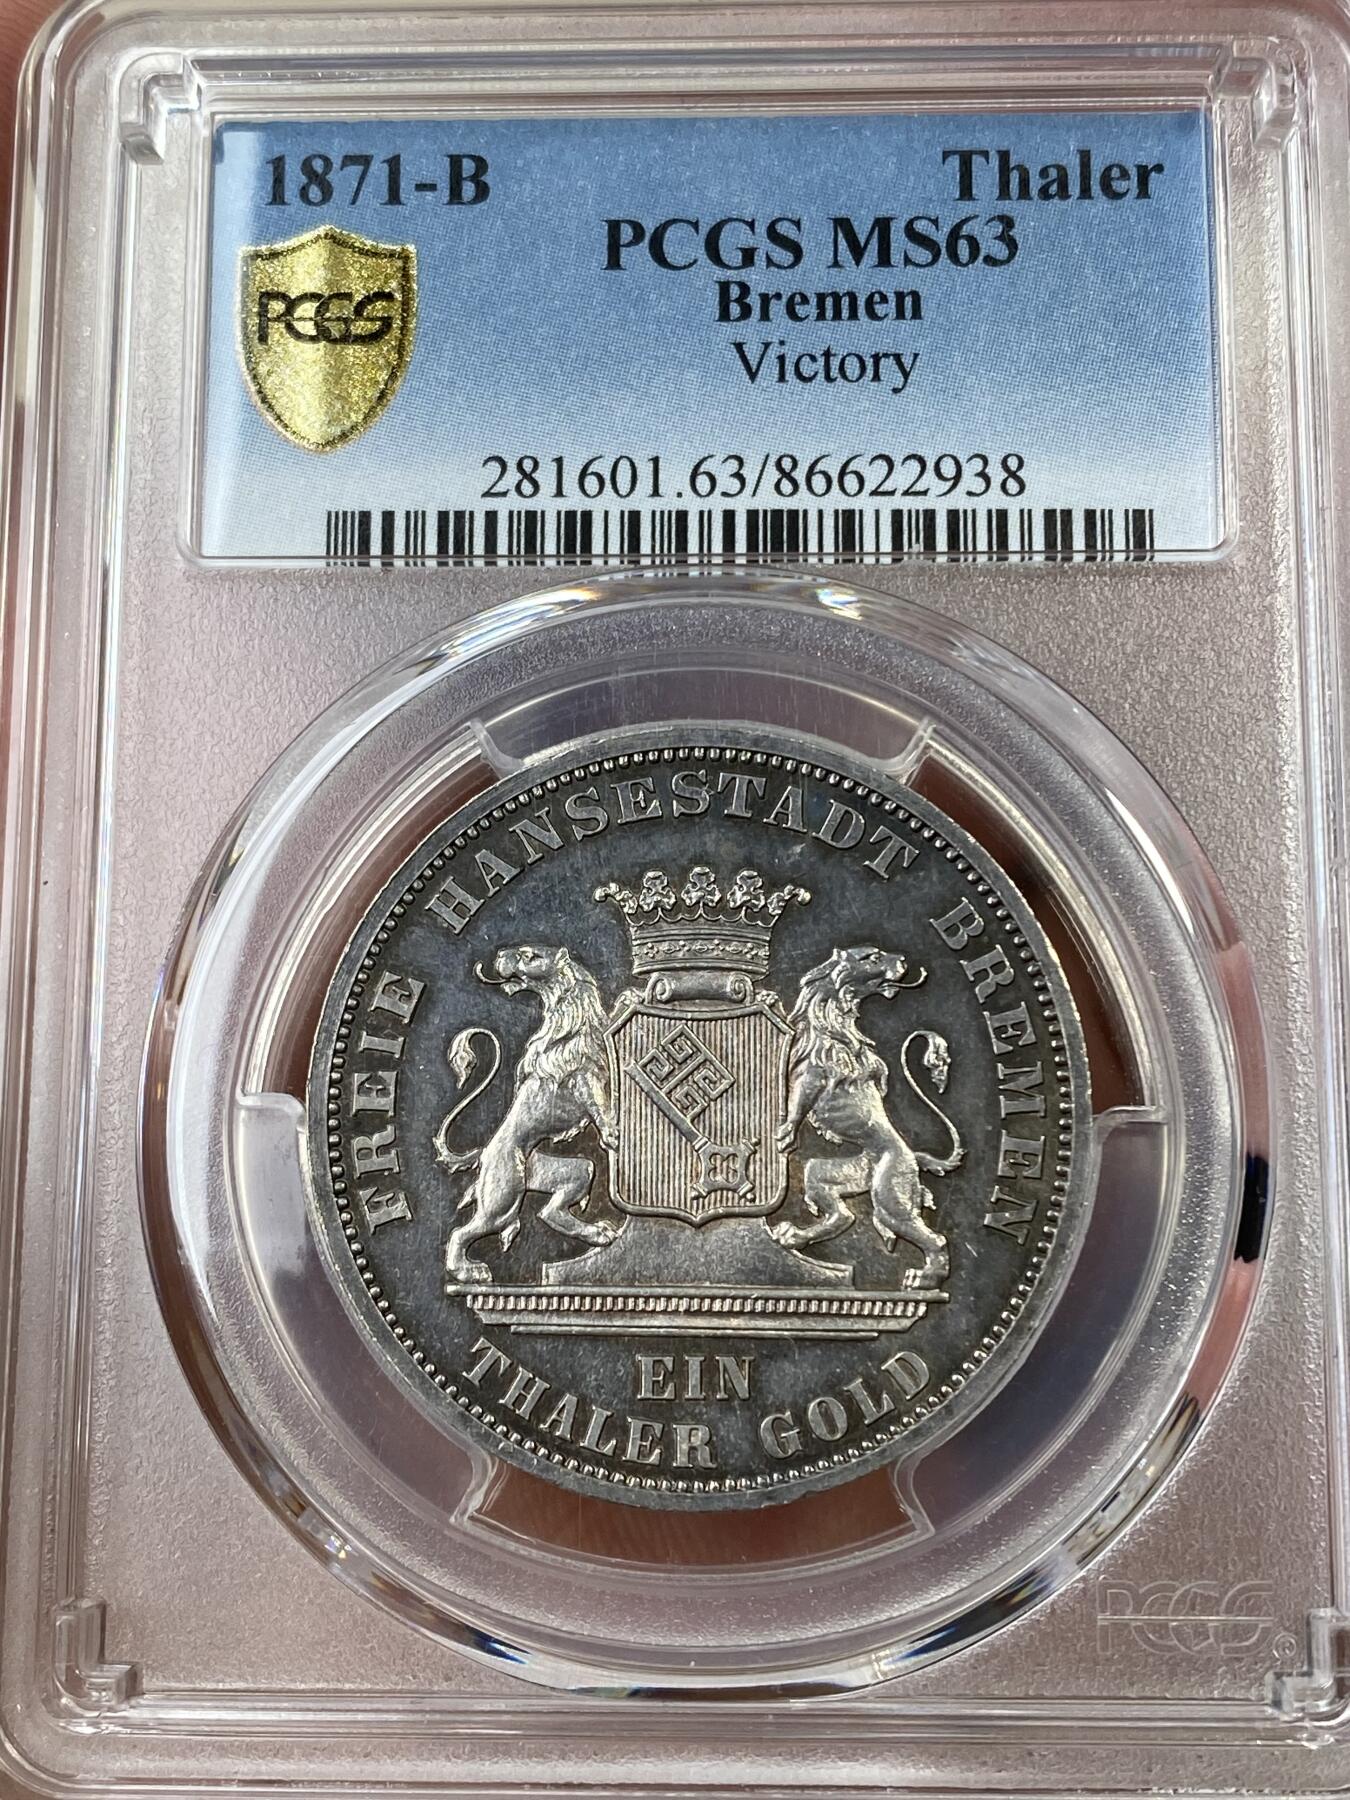 1871-B Thaler
PCGS MS63
PCGS
Bremen
Victory
281601.63/86622938
FREIE HANSESTADT BREMEN
EIN
THALER GOLD
PCGS®